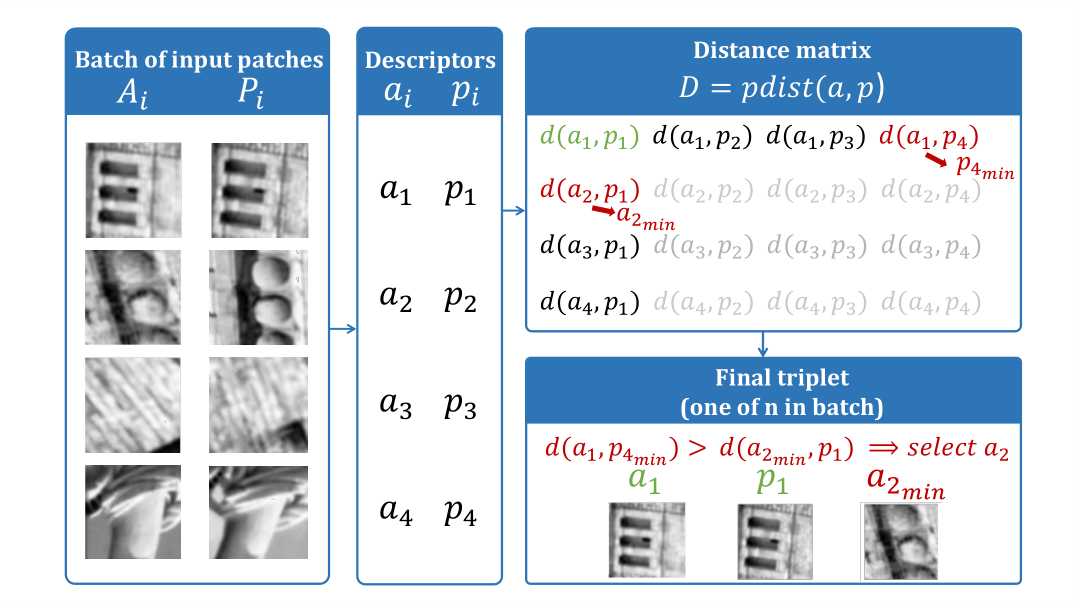 Batch of input patches
A_i P_i
Descriptors
a_i p_i
a_1 p_1
a_2 p_2
a_3 p_3
a_4 p_4
Distance matrix
D = pdist(a, p)
d(a_1, p_1) d(a_1, p_2) d(a_1, p_3) d(a_1, p_4)
p_{4_{min}}
d(a_2, p_1) d(a_2, p_2) d(a_2, p_3) d(a_2, p_4)
a_{2_{min}}
d(a_3, p_1) d(a_3, p_2) d(a_3, p_3) d(a_3, p_4)
d(a_4, p_1) d(a_4, p_2) d(a_4, p_3) d(a_4, p_4)
Final triplet
(one of n in batch)
d(a_1, p_{4_{min}}) > d(a_{2_{min}}, p_1) ⟹ select a_2
a_1 p_1 a_{2_{min}}